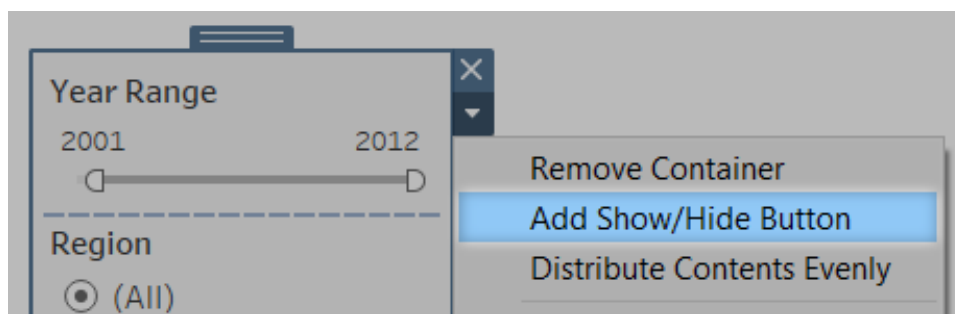 Year Range
2001 2012
Region
(All)
Remove Container
Add Show/Hide Button
Distribute Contents Evenly